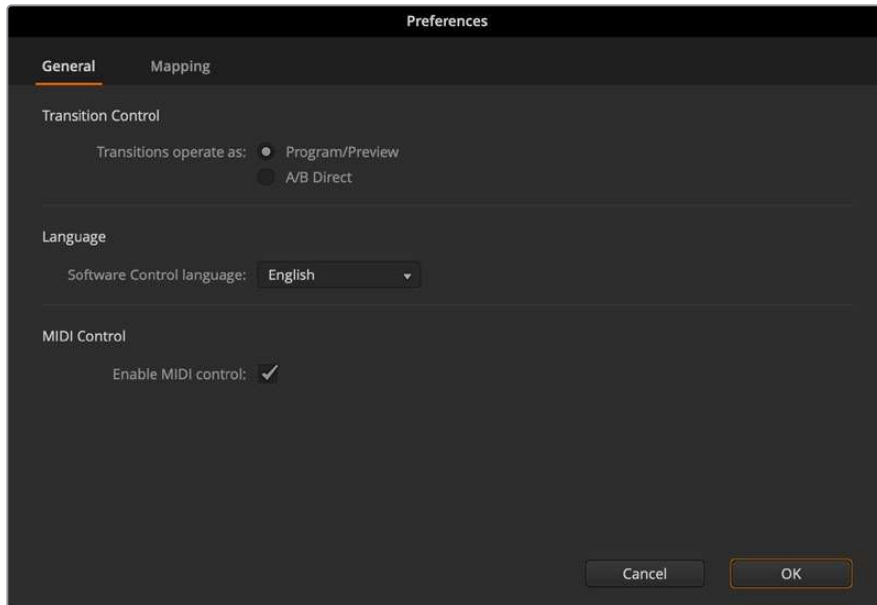 Preferences
General Mapping
Transition Control
Transitions operate as: Program/Preview
A/B Direct
Language
Software Control language: English
MIDI Control
Enable MIDI control:
Cancel OK